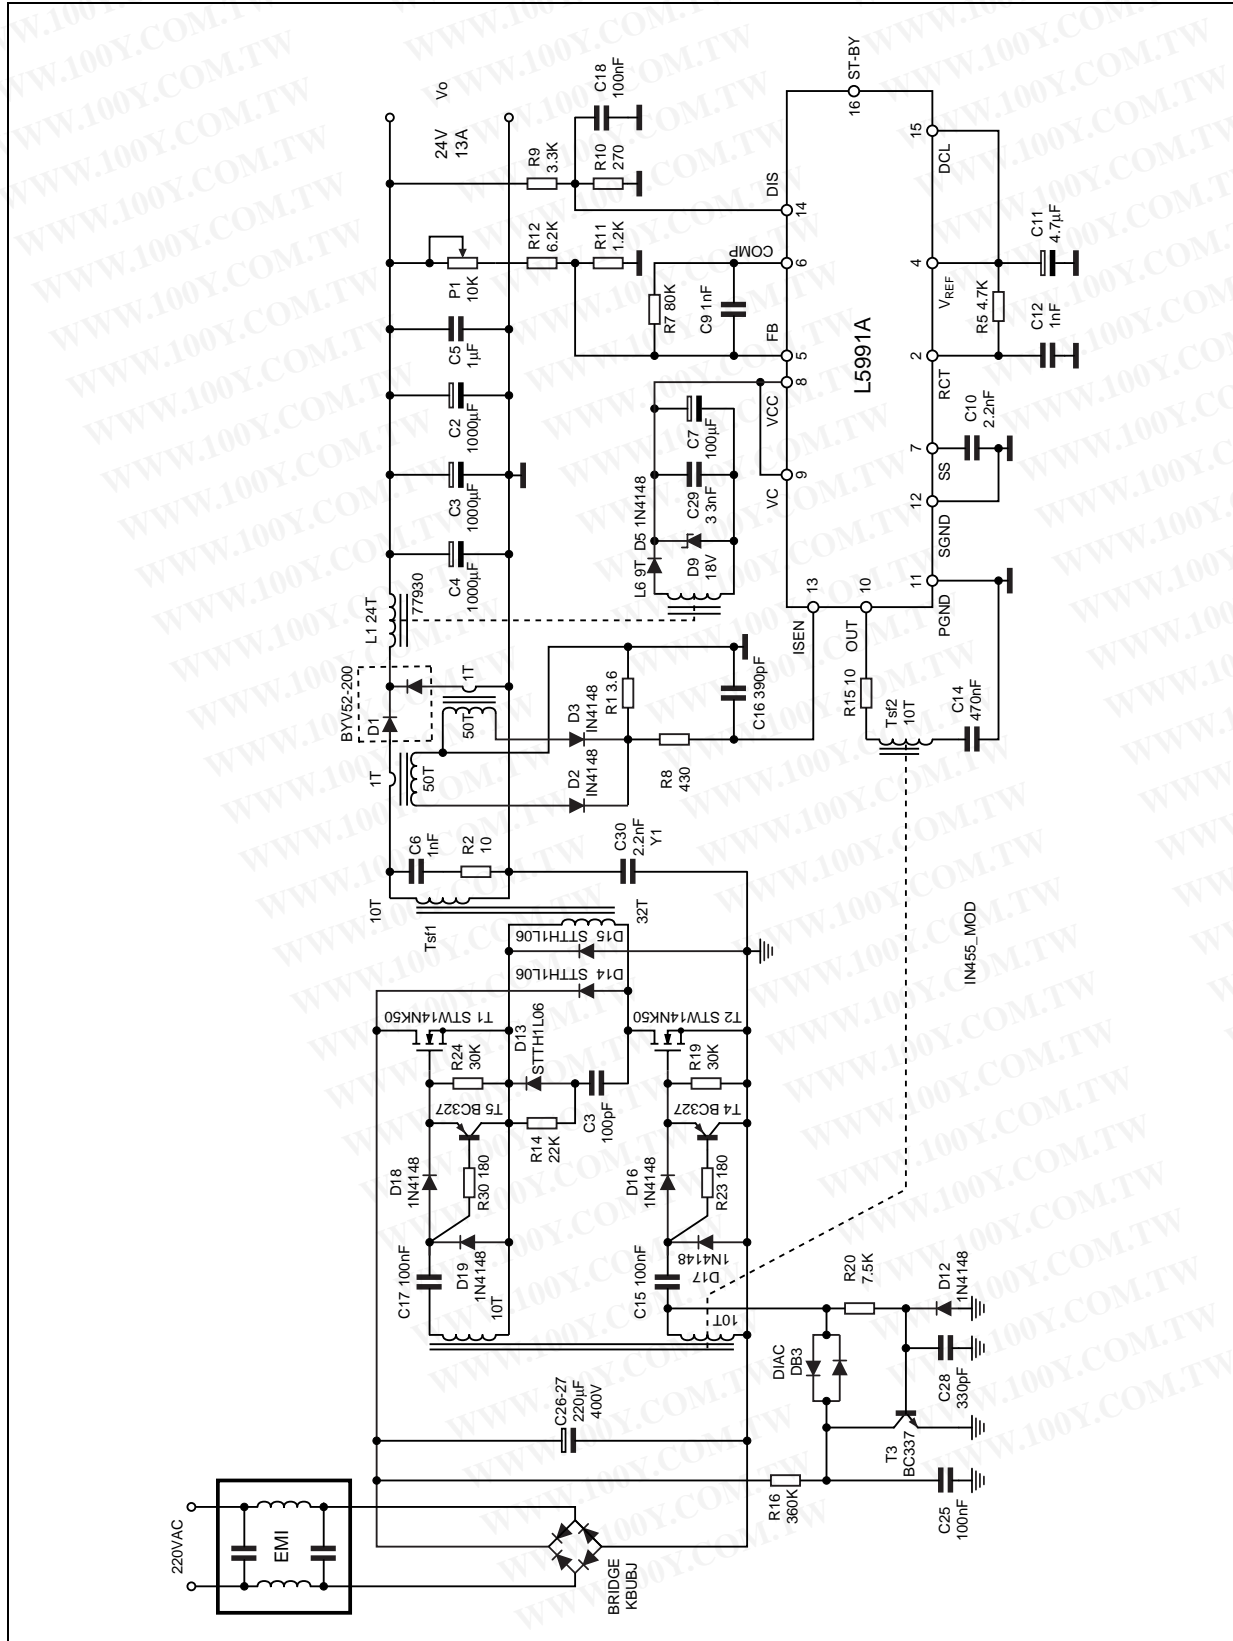 220VAC
EMI
BRIDGE
KBUBJ
C26-27
220µF
400V
R16
360K
C25
100nF
T3
BC337
C28
330pF
D12
1N4148
R20
7.5K
DIAC
DB3
10T
10T
C17 100nF
D19
1N4148
D18
1N4148
R30 180
T5 BC327
R24
30K
T1 STW14NK50
R14
22K
D13
STTH1L06
C3
100pF
C15 100nF
D17
1N4148
D16
1N4148
R23 180
T4 BC327
R19
30K
T2 STW14NK50
D14 STTH1L06
D15 STTH1L06
32T
Tsf1
10T
C6
1nF
R2
10
C30
2.2nF
Y1
1T
50T
BYV52-200
D1
1T
50T
D2
IN4148
D3
IN4148
R1 3.6
R8
430
C16 390pF
L1 24T
77930
C4
1000µF
C3
1000µF
C2
1000µF
C5
1µF
P1
10K
R12
6.2K
R11
1.2K
R9
3.3K
R10
270
C18
100nF
24V
13A
Vo
L6 9T
D5 1N4148
D9
18V
C29
3 3nF
C7
100µF
R7 80K
C9 1nF
ISEN
13
VC
9
VCC
8
FB
5
COMP
6
DIS
14
16
ST-BY
L5991A
OUT
10
PGND
11
SGND
12
SS
7
RCT
2
VREF
4
DCL
15
R15 10
Tsf2
10T
C14
470nF
C10
2.2nF
R5 4.7K
C12
1nF
C11
4.7µF
IN455_MOD
WWW.100Y.COM.TW